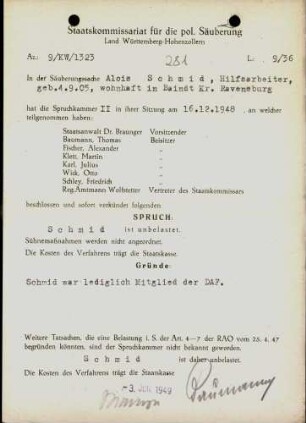 Staatskommissariat für die pol. Säuberung
Land Württemberg-Hohenzollern
Az.: 9/KW/1323 281 L: 9/36
In der Säuberungssache Alois Schmid, Hilfsarbeiter,
geb.4.9.05, wohnhaft in Baindt Kr. Ravensburg
hat die Spruchkammer II in ihrer Sitzung am 16.12.1948, an welcher
teilgenommen haben:
Staatsanwalt Dr. Braunger Vorsitzender
Baumann, Thomas Beisitzer
Fischer, Alexander "
Klett, Martin "
Karl, Julius "
Wisk, Otto "
Schley, Friedrich "
Reg.Amtmann Vertreter des Staatskommissars
beschlossen und sofort verkündet folgenden
SPRUCH:
Schmid ist unbelastet.
Sühnemaßnahmen werden nicht angeordnet.
Die Kosten des Verfahrens trägt die Staatskasse.
Gründe:
Schmid war lediglich Mitglied der DAF.
Weitere Tatsachen, die eine Belastung i. S. der Art. 4-7 der RAO vom 26. 4. 47
begründen könnten, sind der Spruchkammer nicht bekannt geworden.
Schmid ist daher unbelastet.
Die Kosten des Verfahrens trägt die Staatskasse
1949
Baumann